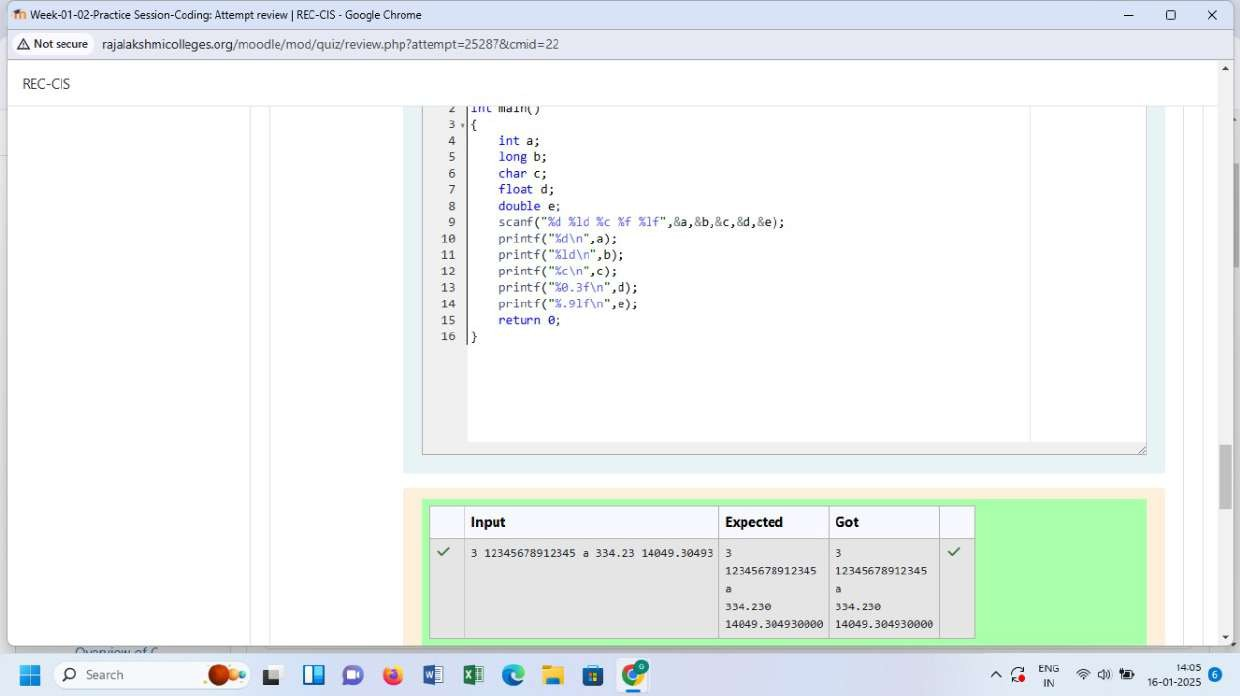 Week-01-02-Practice Session-Coding: Attempt review | REC-CIS - Google Chrome
Not secure rajalakshmicolleges.org/moodle/mod/quiz/review.php?attempt=25287&cmid=22
REC-CIS
2 int main()
3 {
4 int a;
5 long b;
6 char c;
7 float d;
8 double e;
9 scanf("%d %ld %c %f %lf",&a,&b,&c,&d,&e);
10 printf("%d\n",a);
11 printf("%ld\n",b);
12 printf("%c\n",c);
13 printf("%0.3f\n",d);
14 printf("%.9lf\n",e);
15 return 0;
16 }
Input Expected Got
3 12345678912345 a 334.23 14049.30493 3 3
12345678912345 12345678912345
a a
334.230 334.230
14049.304930000 14049.304930000
Overview of C
Search
ENG
IN
14:05
16-01-2025
6